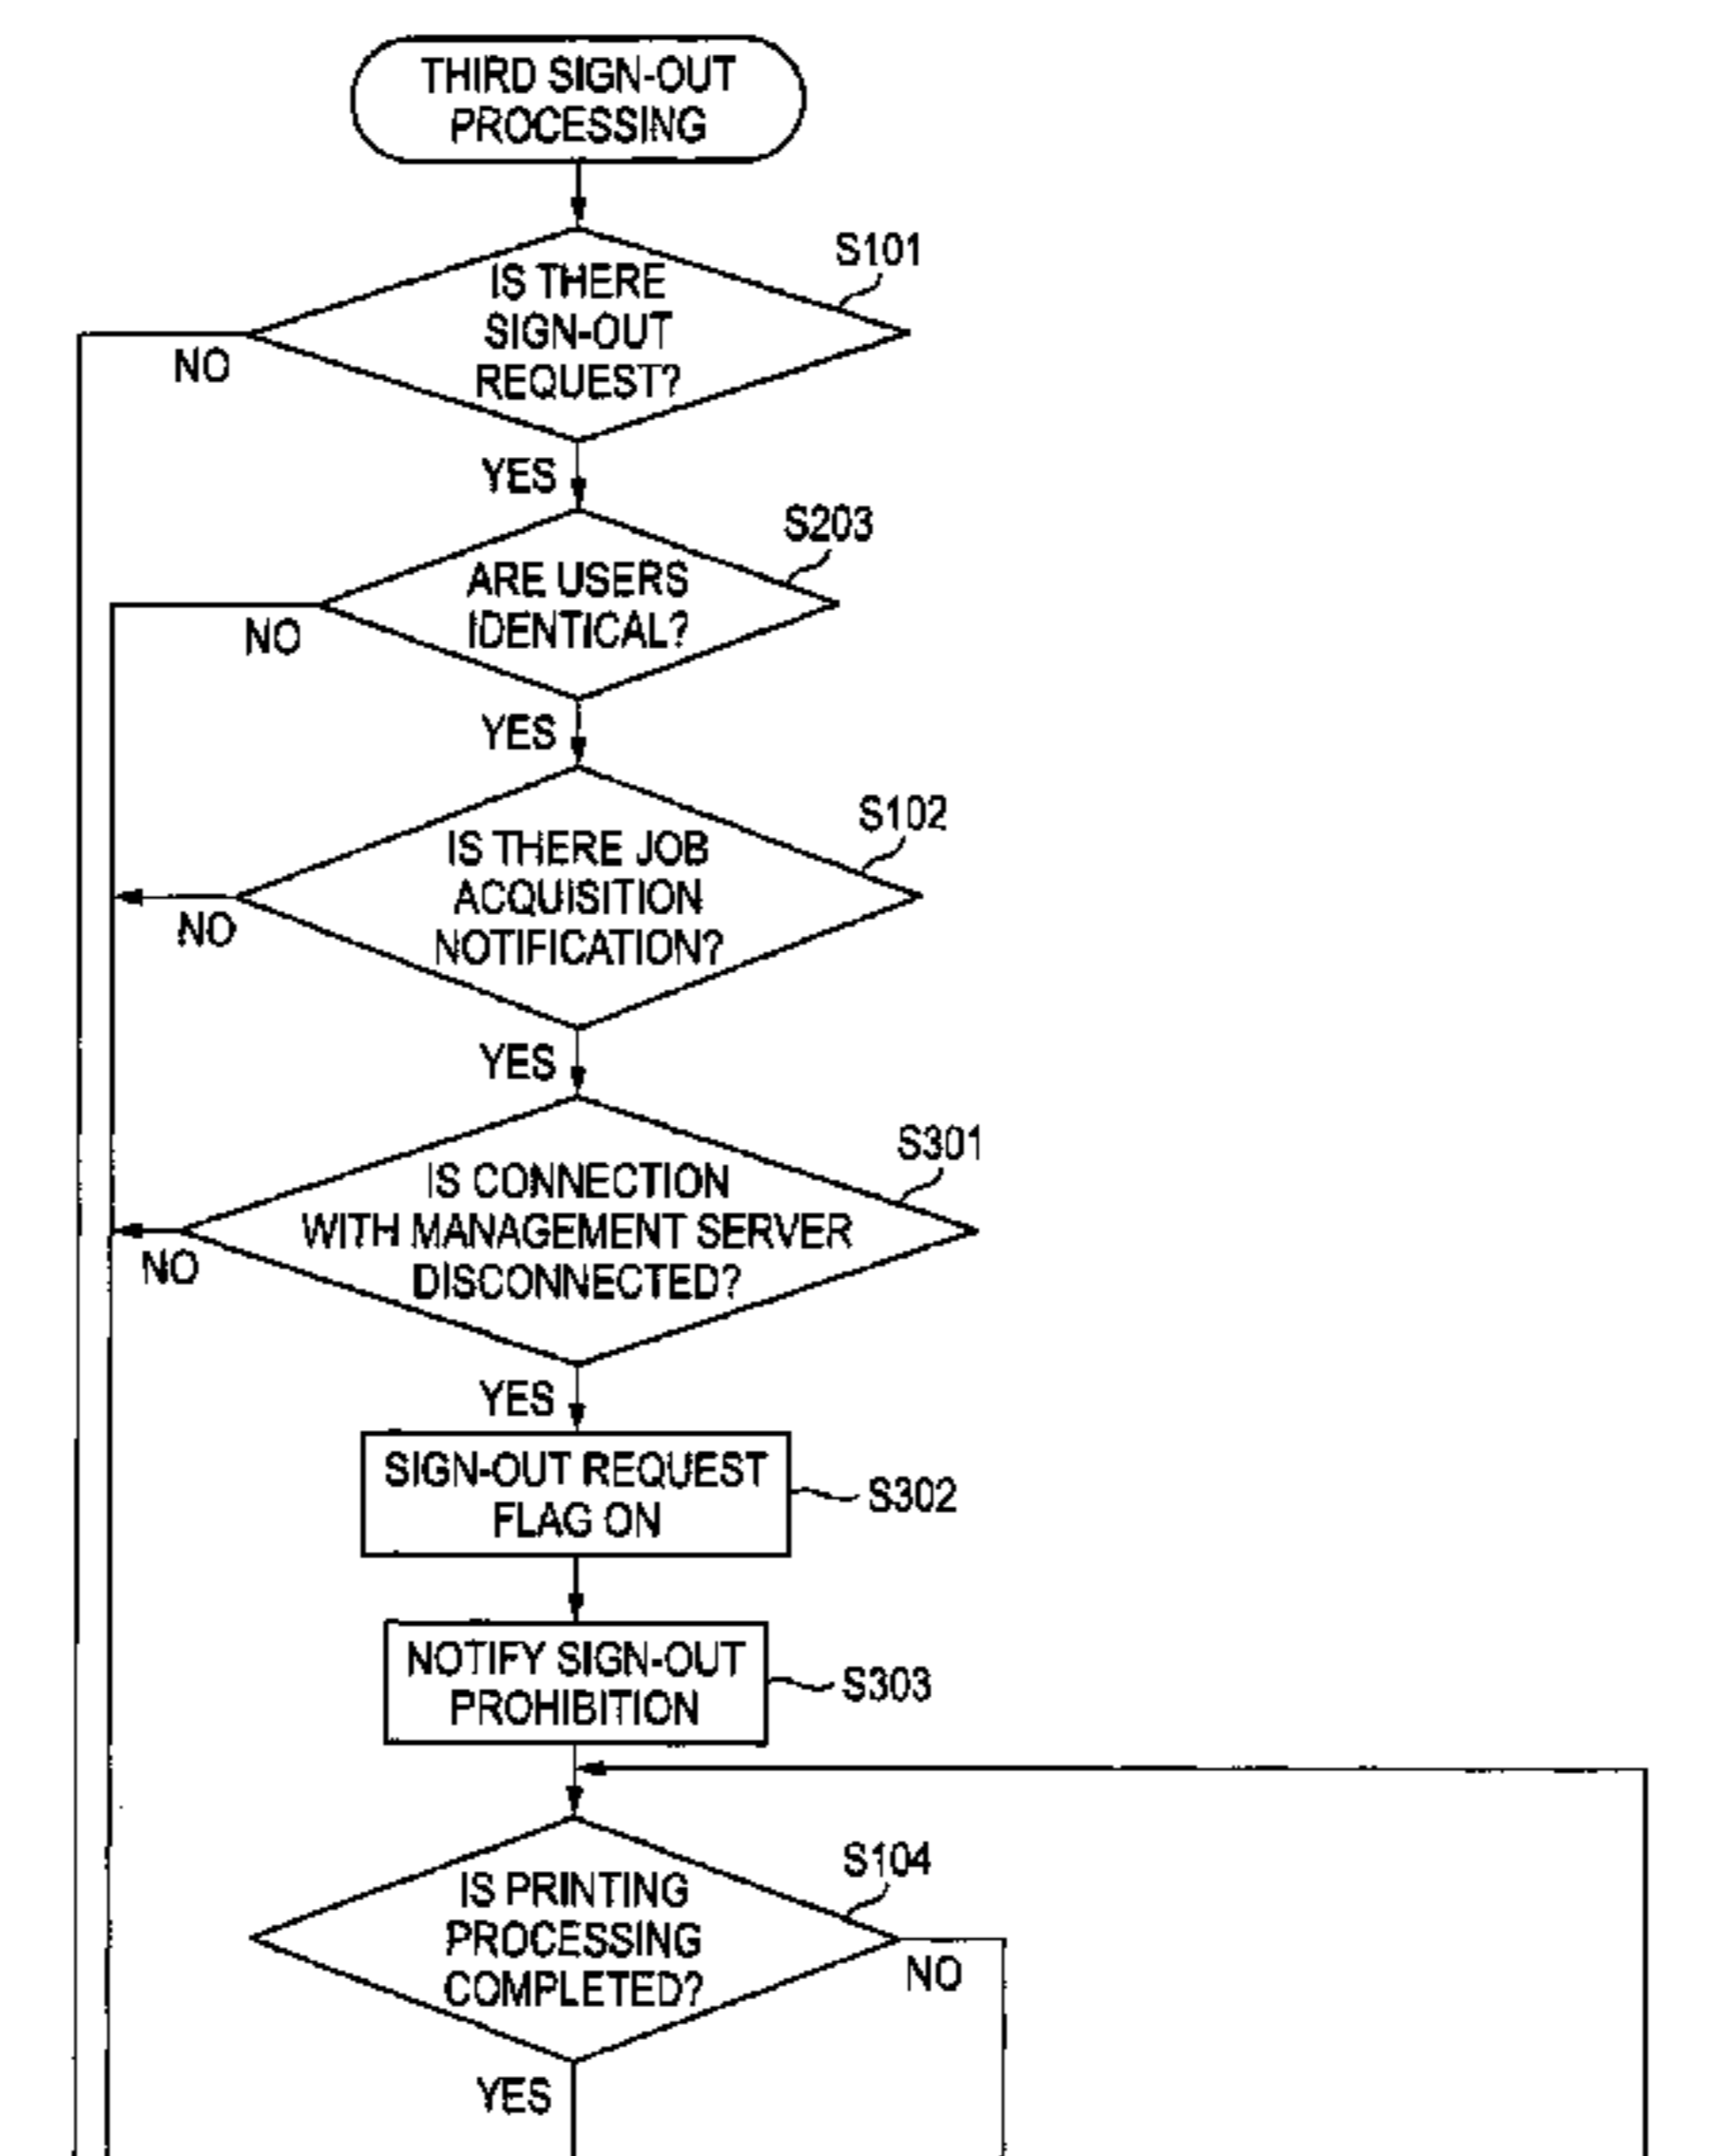 THIRD SIGN-OUT
PROCESSING
S101
IS THERE
SIGN-OUT
REQUEST?
NO
YES
S203
ARE USERS
IDENTICAL?
NO
YES
S102
IS THERE JOB
ACQUISITION
NOTIFICATION?
NO
YES
S301
IS CONNECTION
WITH MANAGEMENT SERVER
DISCONNECTED?
NO
YES
SIGN-OUT REQUEST
FLAG ON
S302
NOTIFY SIGN-OUT
PROHIBITION
S303
S104
IS PRINTING
PROCESSING
COMPLETED?
NO
YES